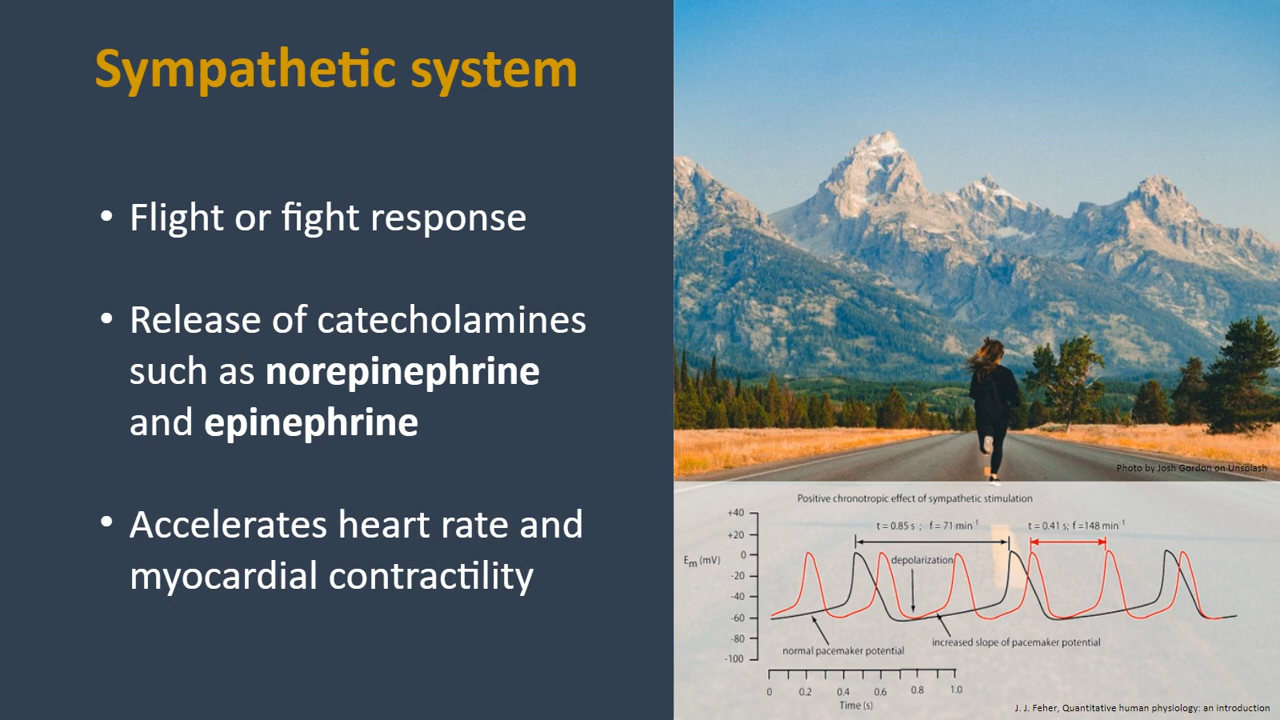 Sympathetic system
• Flight or fight response
• Release of catecholamines
such as norepinephrine
and epinephrine
• Accelerates heart rate and
myocardial contractility
Photo by Josh Gordon on Unsplash
Positive chronotropic effect of sympathetic stimulation
+40
+20
0
-20
-40
-60
-80
-100
Em (mV)
t = 0.85 s ; f = 71 min-1
t = 0.41 s; f =148 min-1
depolarization
normal pacemaker potential
increased slope of pacemaker potential
0 0.2 0.4 0.6 0.8 1.0
Time (s)
J. J. Feher, Quantitative human physiology: an introduction